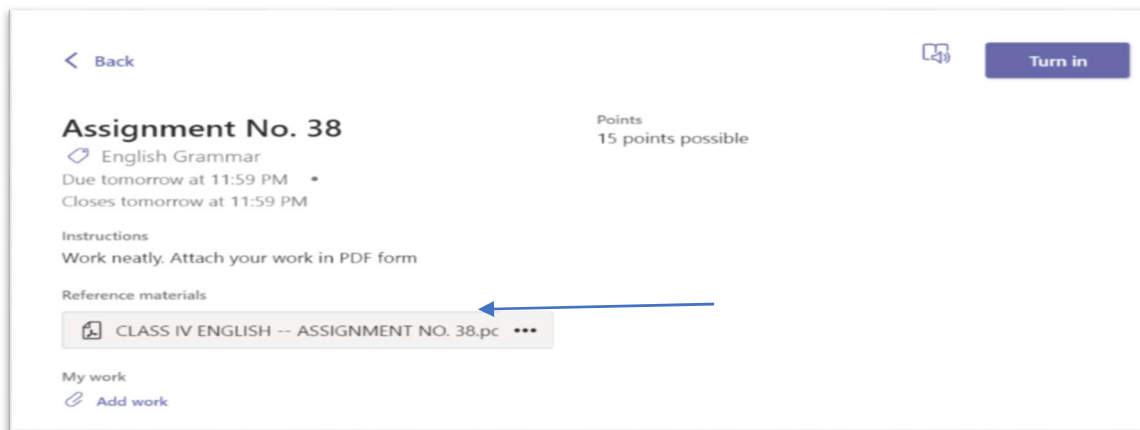 Back
Turn in
Assignment No. 38
Points
15 points possible
English Grammar
Due tomorrow at 11:59 PM •
Closes tomorrow at 11:59 PM
Instructions
Work neatly. Attach your work in PDF form
Reference materials
CLASS IV ENGLISH -- ASSIGNMENT NO. 38.pc •••
My work
Add work